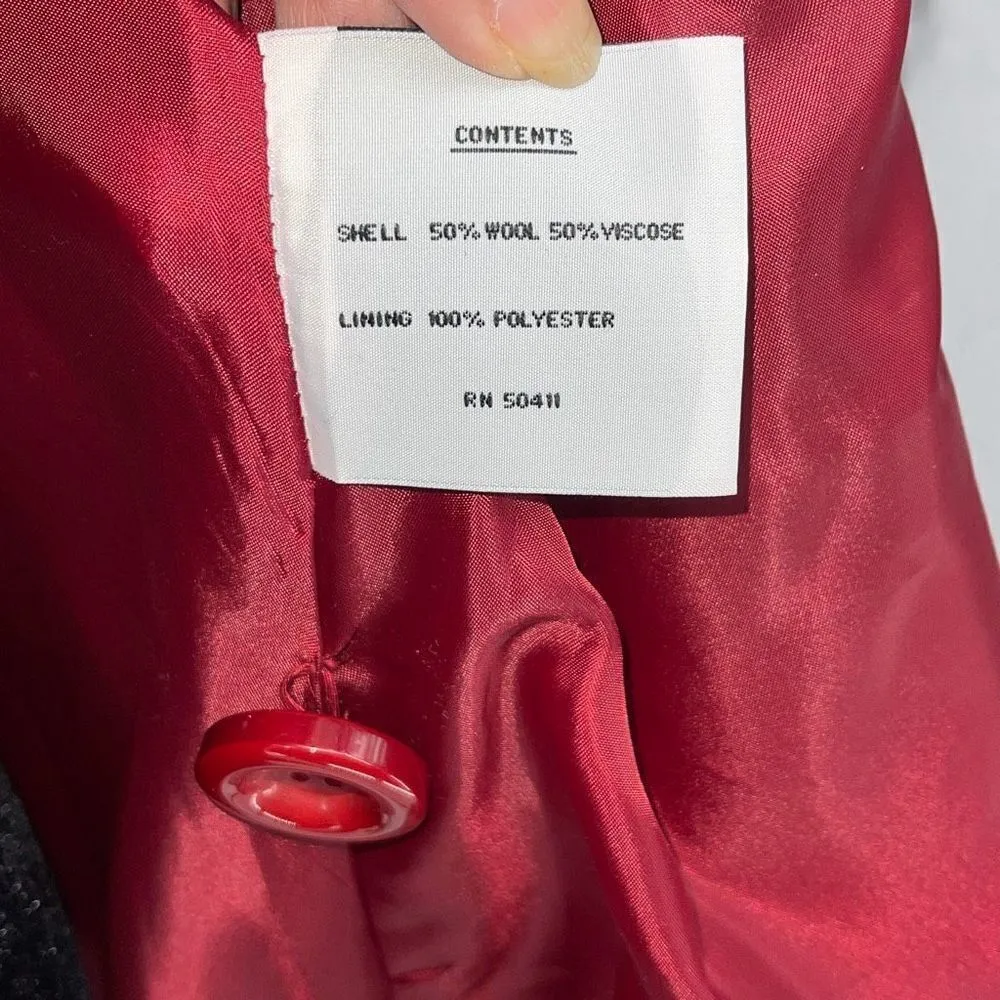 CONTENTS
SHELL 50% WOOL 50% VISCOSE
LINING 100% POLYESTER
RN 50411